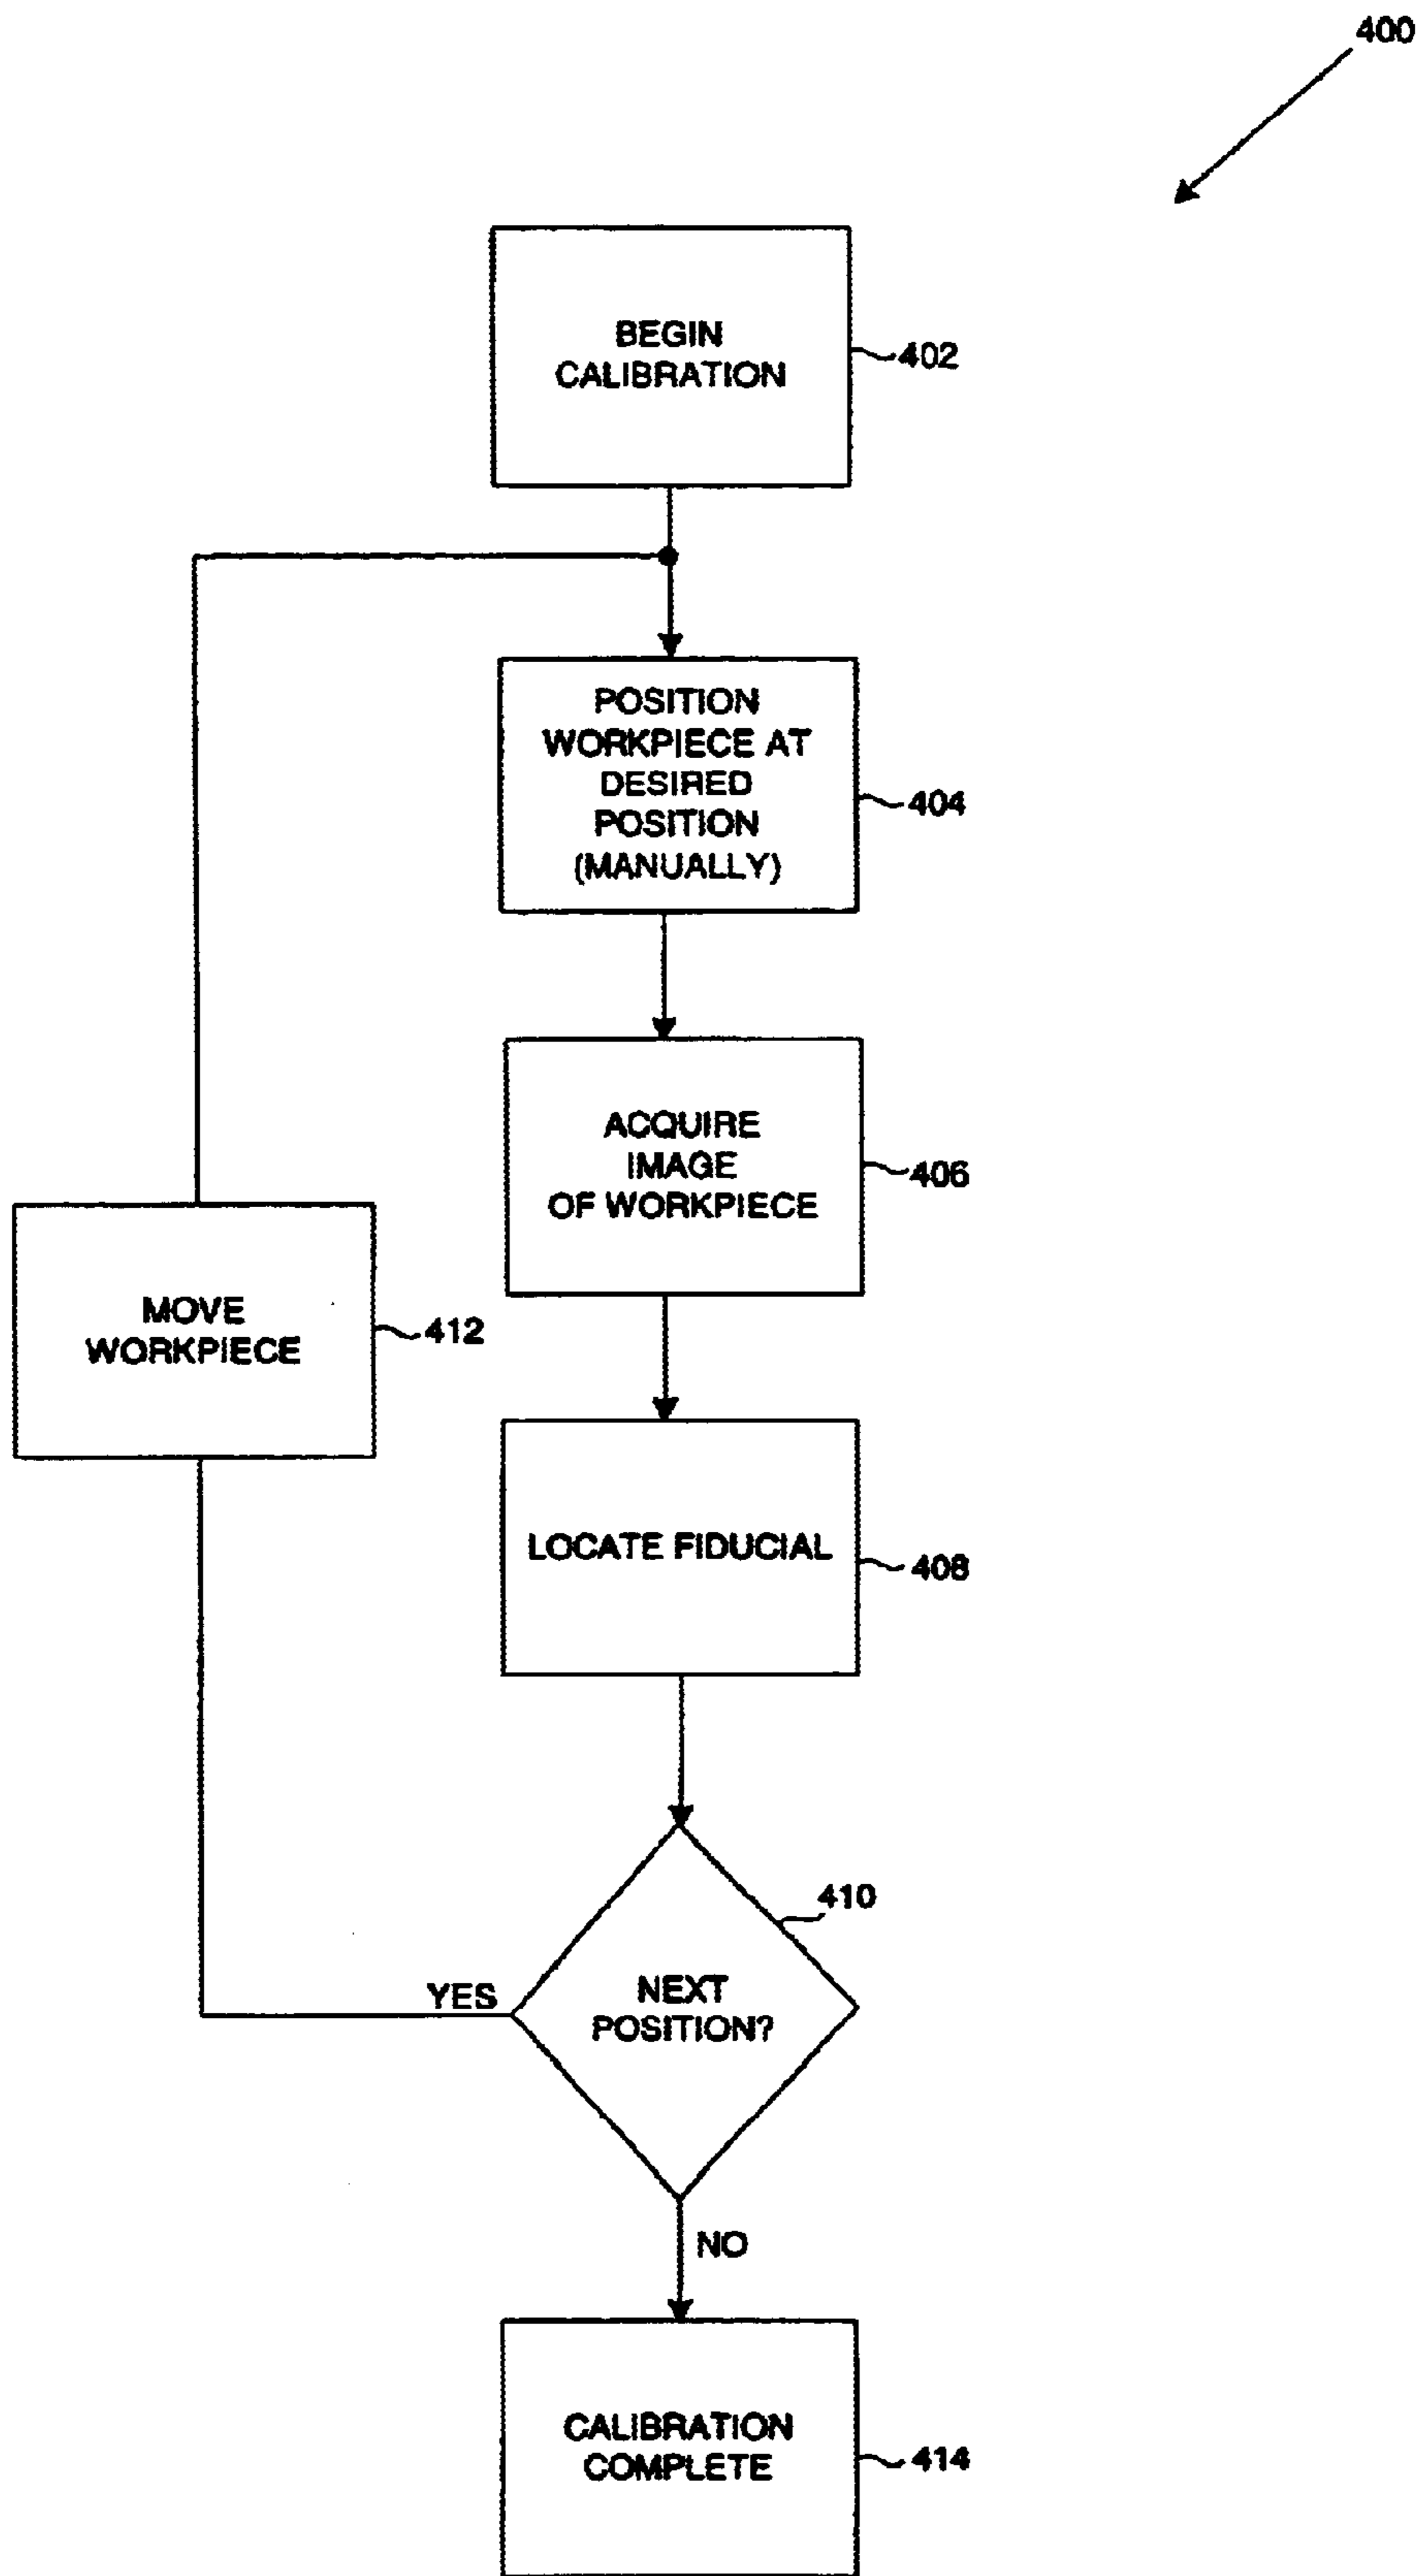 400
BEGIN
CALIBRATION
402
POSITION
WORKPIECE AT
DESIRED
POSITION
(MANUALLY)
404
ACQUIRE
IMAGE
OF WORKPIECE
406
MOVE
WORKPIECE
412
LOCATE FIDUCIAL
408
410
NEXT
POSITION?
YES
NO
CALIBRATION
COMPLETE
414